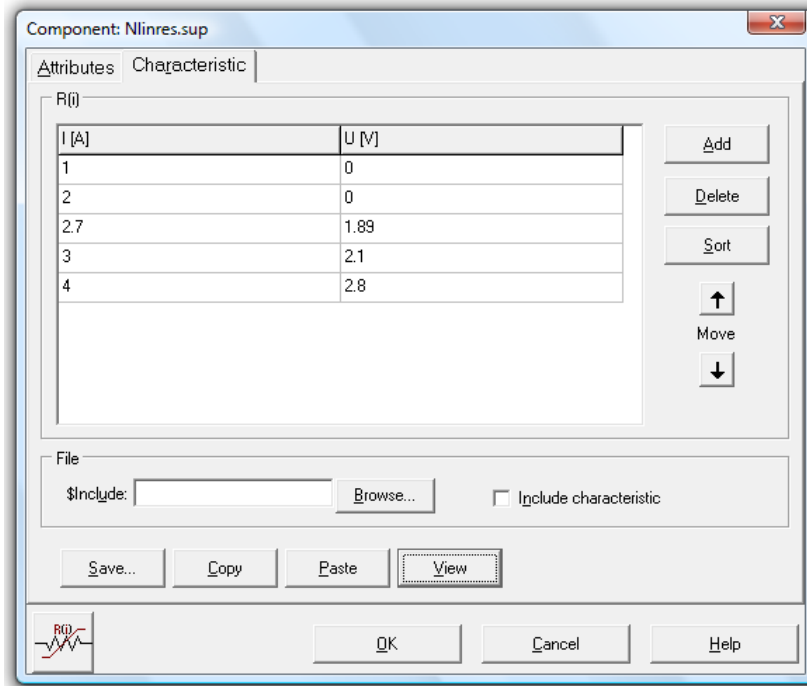 Component: Nlinres.sup
Attributes Characteristic
R(i)
I [A] U [V]
1 0
2 0
2.7 1.89
3 2.1
4 2.8
Add
Delete
Sort
Move
File
$Include: Browse... Include characteristic
Save... Copy Paste View
R(i)
OK Cancel Help